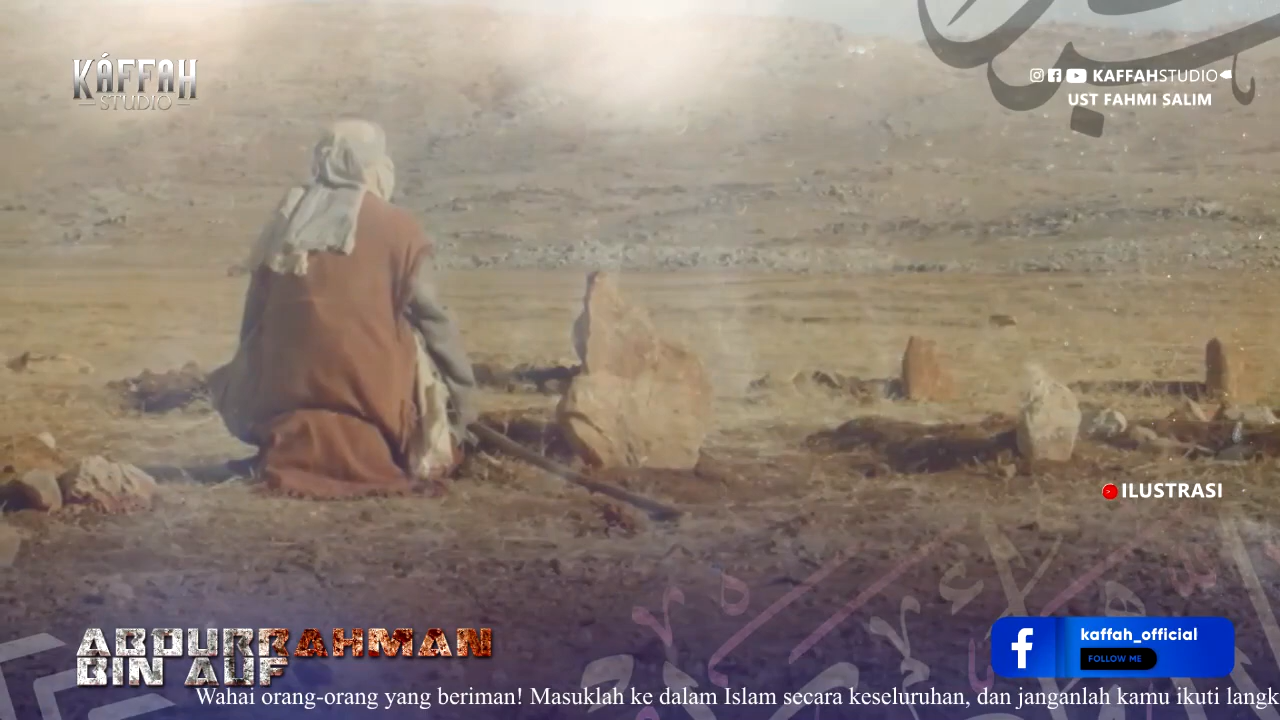 KÁFFAH
STUDIO
KAFFAHSTUDIO
UST FAHMI SALIM
ILUSTRASI
ABDURRAHMAN
BIN AUF
kaffah_official
FOLLOW ME
Wahai orang-orang yang beriman! Masuklah ke dalam Islam secara keseluruhan, dan janganlah kamu ikuti langk